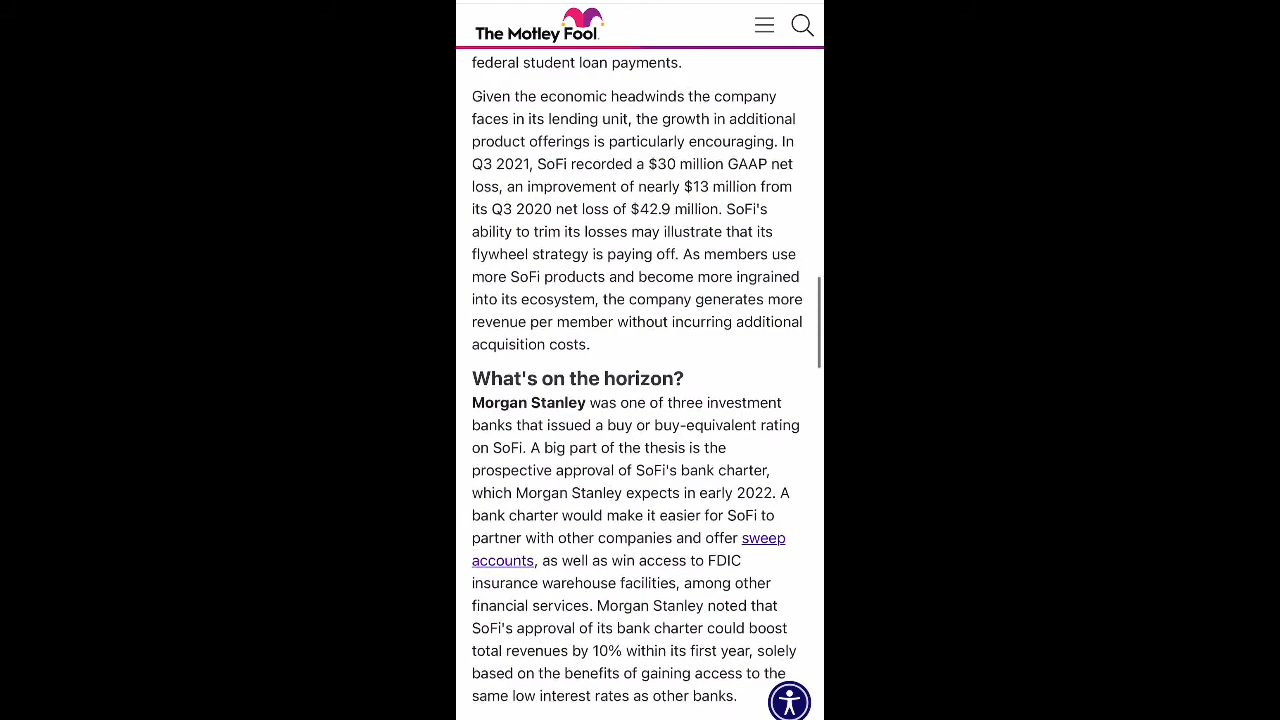 The Motley Fool.
federal student loan payments.
Given the economic headwinds the company
faces in its lending unit, the growth in additional
product offerings is particularly encouraging. In
Q3 2021, SoFi recorded a $30 million GAAP net
loss, an improvement of nearly $13 million from
its Q3 2020 net loss of $42.9 million. SoFi's
ability to trim its losses may illustrate that its
flywheel strategy is paying off. As members use
more SoFi products and become more ingrained
into its ecosystem, the company generates more
revenue per member without incurring additional
acquisition costs.
What's on the horizon?
Morgan Stanley was one of three investment
banks that issued a buy or buy-equivalent rating
on SoFi. A big part of the thesis is the
prospective approval of SoFi's bank charter,
which Morgan Stanley expects in early 2022. A
bank charter would make it easier for SoFi to
partner with other companies and offer sweep
accounts, as well as win access to FDIC
insurance warehouse facilities, among other
financial services. Morgan Stanley noted that
SoFi's approval of its bank charter could boost
total revenues by 10% within its first year, solely
based on the benefits of gaining access to the
same low interest rates as other banks.